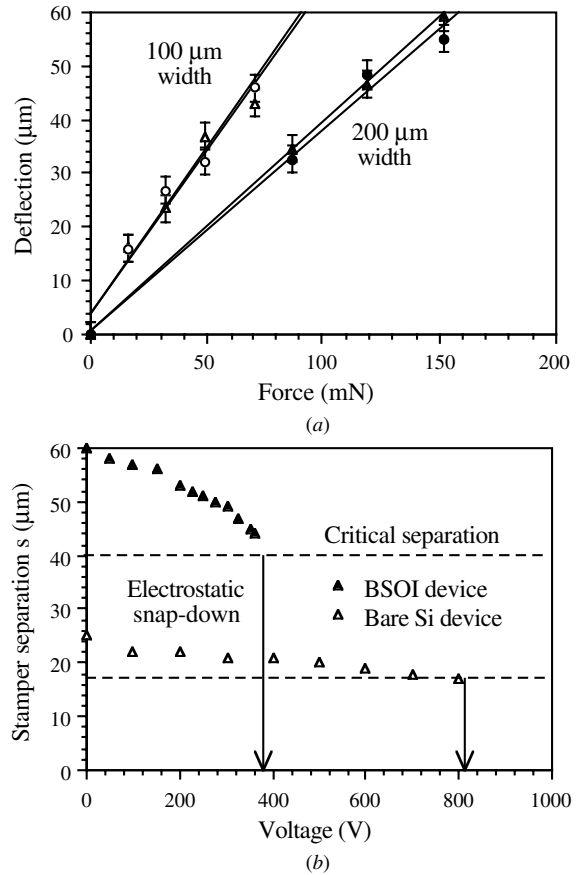 60
50
40
30
20
10
0
Deflection (μm)
100 μm
width
200 μm
width
0
50
100
150
200
Force (mN)
(a)
60
50
40
30
20
10
0
Stamper separation s (μm)
Critical separation
Electrostatic
snap-down
BSOI device
Bare Si device
0
200
400
600
800
1000
Voltage (V)
(b)